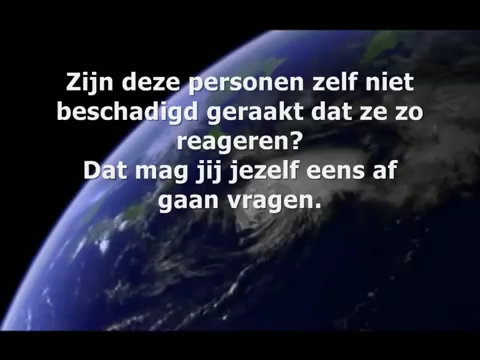 Zijn deze personen zelf niet
beschadigd geraakt dat ze zo
reageren?
Dat mag jij jezelf eens af
gaan vragen.